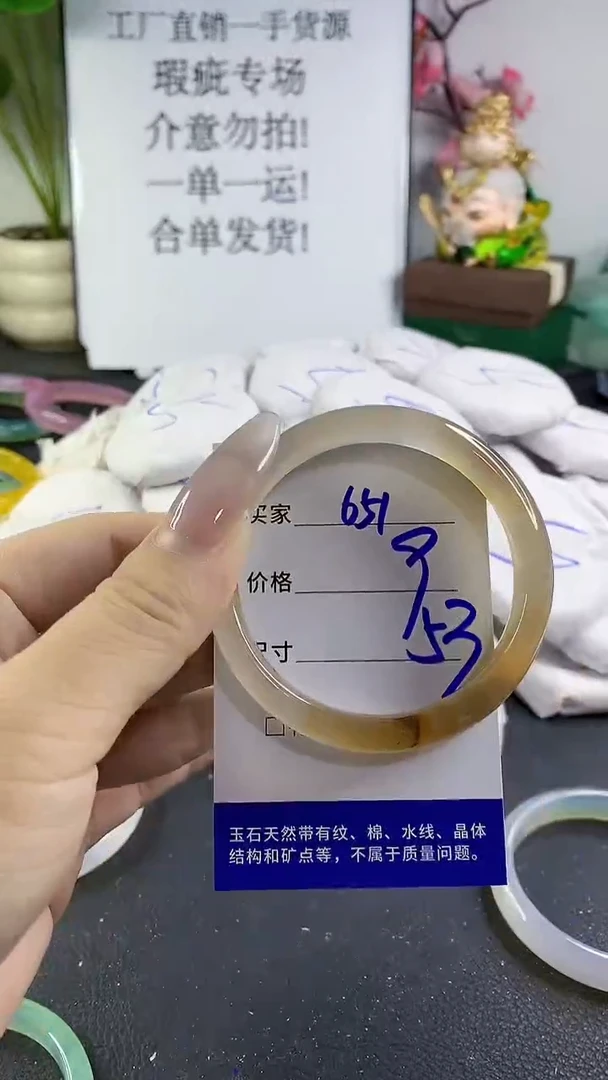 工厂直销一手货源
瑕疵专场
介意勿拍!
一单一运!
合单发货!
买家 651
价格 9
尺寸 53
玉石天然带有纹、棉、水线、晶体
结构和矿点等，不属于质量问题。